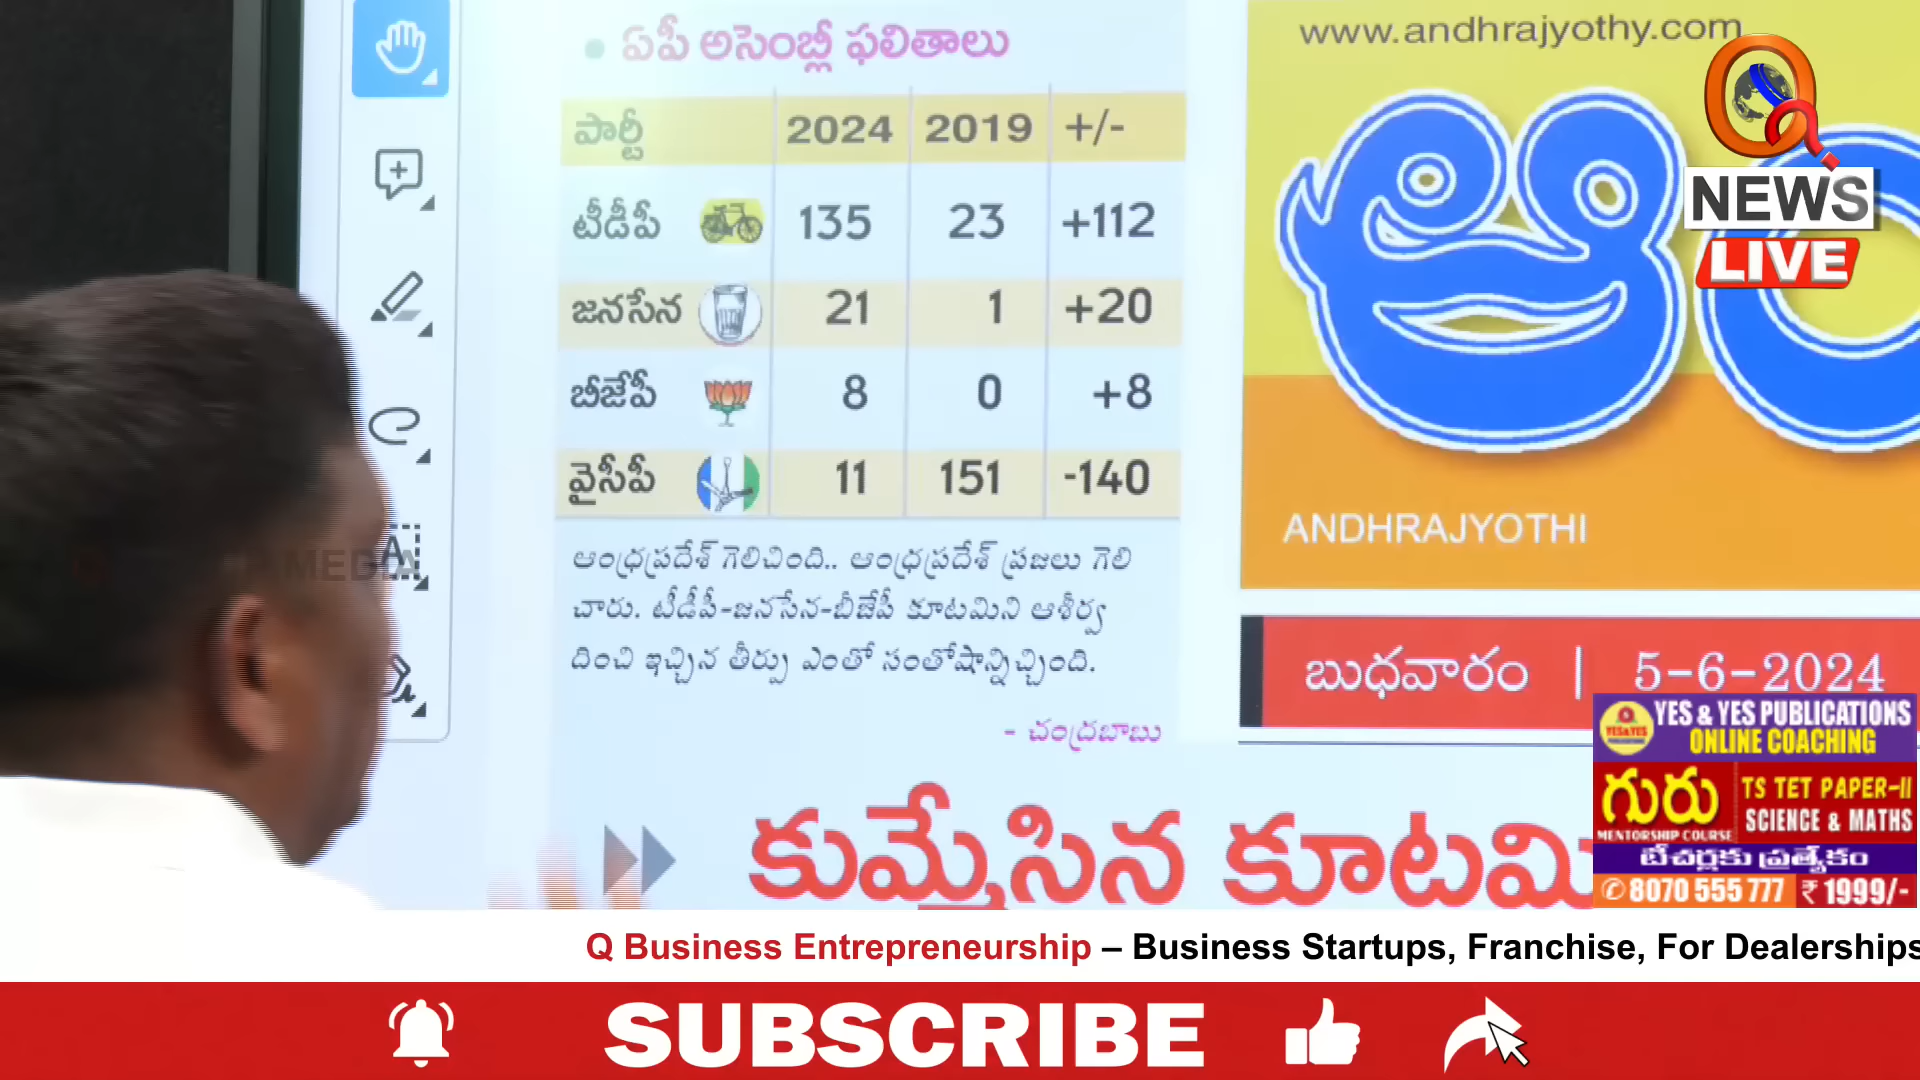 • ఏపీ అసెంబ్లీ ఫలితాలు
పార్టీ 2024 2019 +/-
టీడీపీ 135 23 +112
జనసేన 21 1 +20
బీజేపీ 8 0 +8
వైసీపీ 11 151 -140
ఆంధ్రప్రదేశ్ గెలిచింది.. ఆంధ్రప్రదేశ్ ప్రజలు గెలి
చారు. టీడీపీ-జనసేన-బీజేపీ కూటమిని ఆశీర్వ
దించి ఇచ్చిన తీర్పు ఎంతో సంతోషాన్నిచ్చింది.
- చంద్రబాబు
కుమ్మేసిన కూటమి
www.andhrajyothy.com
ANDHRAJYOTHI
బుధవారం | 5-6-2024
Q
NEWS
LIVE
MEDIA
YES & YES PUBLICATIONS
ONLINE COACHING
గురు
MENTORSHIP COURSE
TS TET PAPER-II
SCIENCE & MATHS
టీచర్లకు ప్రత్యేకం
8070 555 777 ₹ 1999/-
Q Business Entrepreneurship – Business Startups, Franchise, For Dealerships
SUBSCRIBE